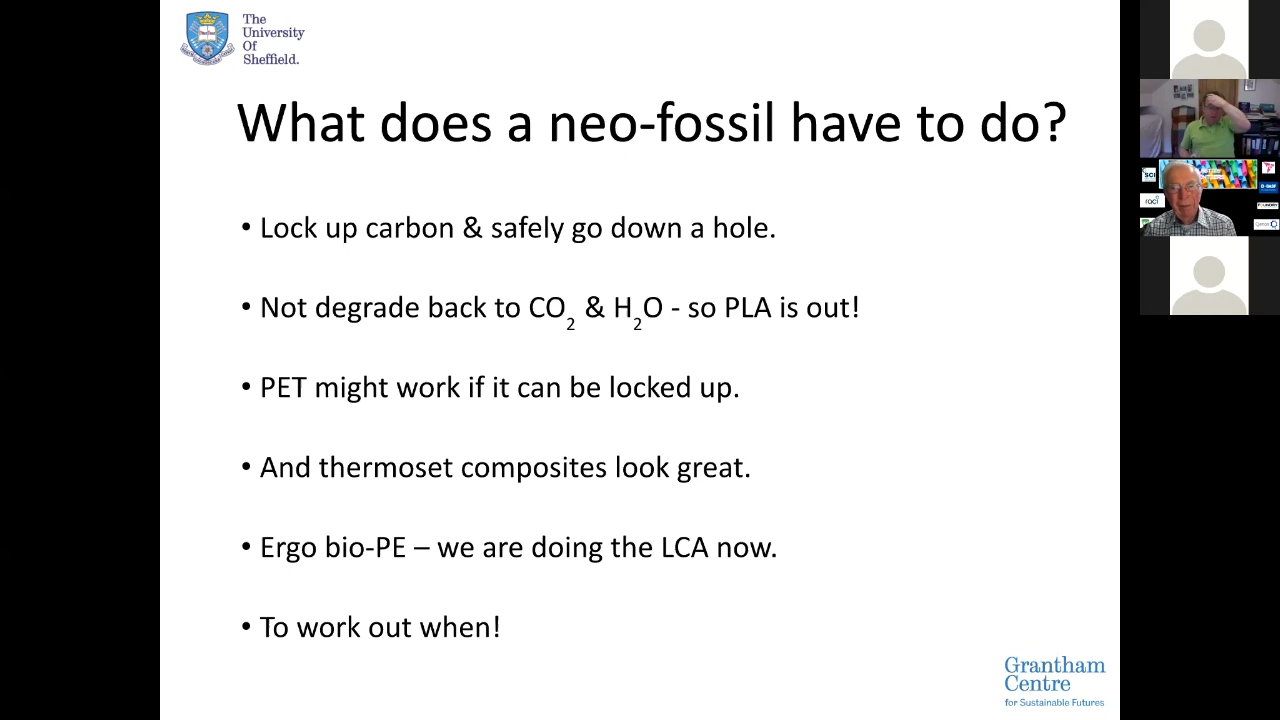 The
University
Of
Sheffield.
What does a neo-fossil have to do?
• Lock up carbon & safely go down a hole.
• Not degrade back to CO2 & H2O - so PLA is out!
• PET might work if it can be locked up.
• And thermoset composites look great.
• Ergo bio-PE – we are doing the LCA now.
• To work out when!
Grantham
Centre
for Sustainable Futures
SCI
raci
BASF